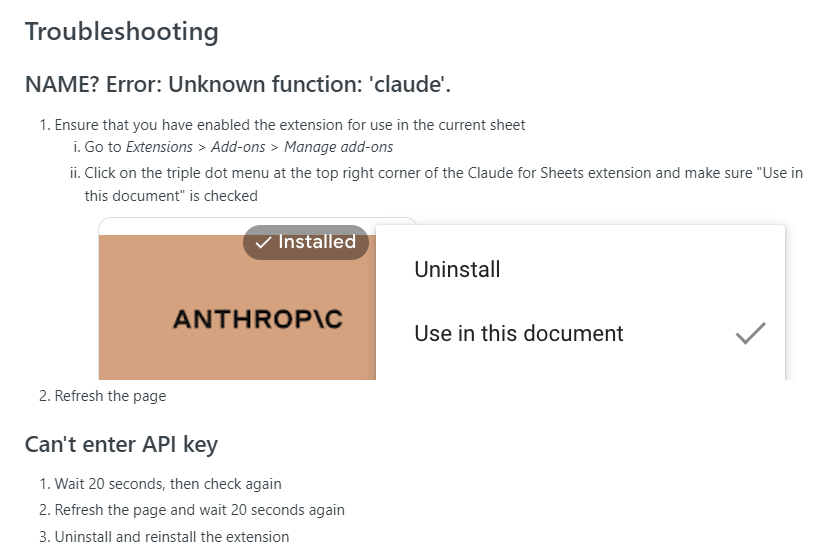 Troubleshooting
NAME? Error: Unknown function: 'claude'.
1. Ensure that you have enabled the extension for use in the current sheet
i. Go to Extensions > Add-ons > Manage add-ons
ii. Click on the triple dot menu at the top right corner of the Claude for Sheets extension and make sure "Use in
this document" is checked
Installed
Uninstall
ANTHROP\C
Use in this document
2. Refresh the page
Can't enter API key
1. Wait 20 seconds, then check again
2. Refresh the page and wait 20 seconds again
3. Uninstall and reinstall the extension